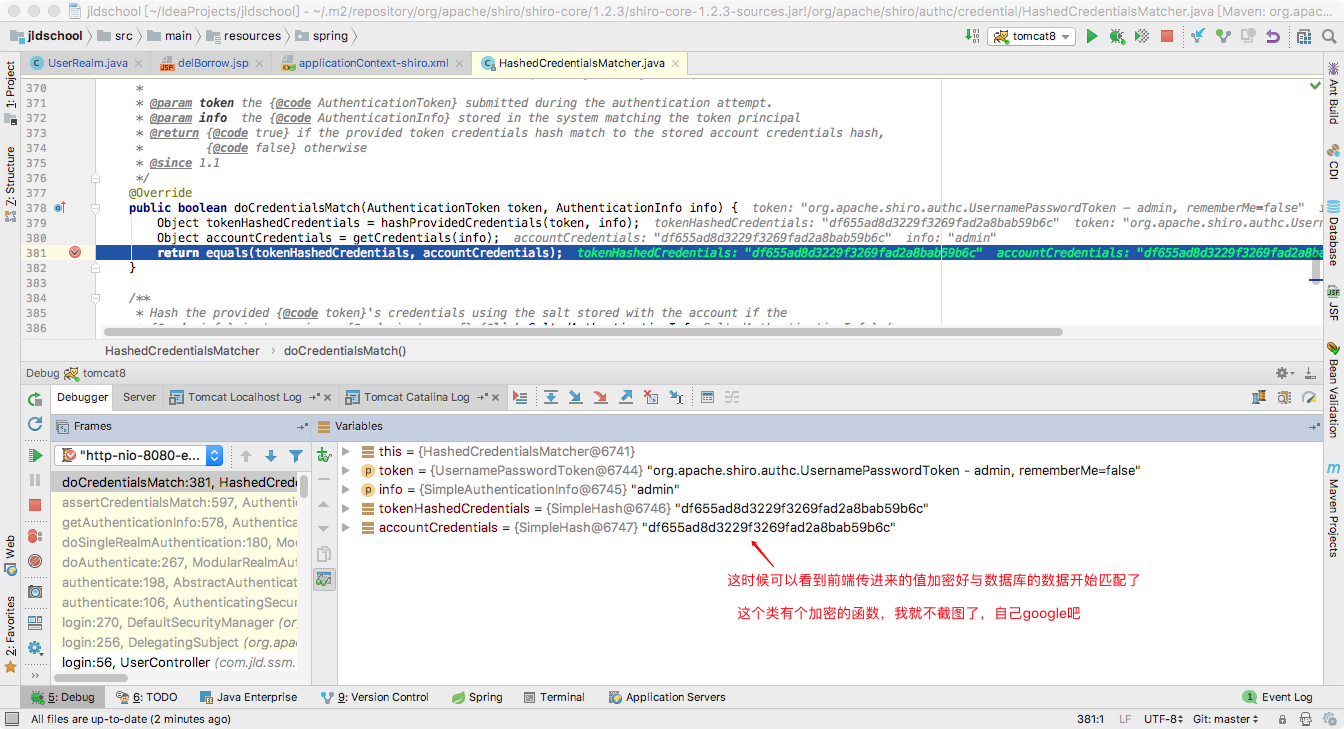 jldschool [~/IdeaProjects/jldschool] - ~/.m2/repository/org/apache/shiro/shiro-core/1.2.3/shiro-core-1.2.3-sources.jar!/org/apache/shiro/authc/credential/HashedCredentialsMatcher.java [Maven: org.apac...
jldschool
src
main
resources
spring
tomcat8
UserRealm.java
delBorrow.jsp
applicationContext-shiro.xml
HashedCredentialsMatcher.java
1: Project
Z: Structure
Web
2: Favorites
370 *
371 * @param token the {@code AuthenticationToken} submitted during the authentication attempt.
372 * @param info  the {@code AuthenticationInfo} stored in the system matching the token principal
373 * @return {@code true} if the provided token credentials hash match to the stored account credentials hash,
374 *         {@code false} otherwise
375 * @since 1.1
376 */
377 @Override
378 public boolean doCredentialsMatch(AuthenticationToken token, AuthenticationInfo info) { token: "org.apache.shiro.authc.UsernamePasswordToken - admin, rememberMe=false"
379 Object tokenHashedCredentials = hashProvidedCredentials(token, info); tokenHashedCredentials: "df655ad8d3229f3269fad2a8bab59b6c" token: "org.apache.shiro.authc.User
380 Object accountCredentials = getCredentials(info); accountCredentials: "df655ad8d3229f3269fad2a8bab59b6c" info: "admin"
381 return equals(tokenHashedCredentials, accountCredentials); tokenHashedCredentials: "df655ad8d3229f3269fad2a8bab59b6c" accountCredentials: "df655ad8d3229f3269fad2a8ba
382 }
383
384 /**
385 * Hash the provided {@code token}'s credentials using the salt stored with the account if the
386
HashedCredentialsMatcher › doCredentialsMatch()
Ant Build
CDI
Database
JSF
Bean Validation
Maven Projects
Debug tomcat8
Debugger
Server
Tomcat Localhost Log
Tomcat Catalina Log
Frames
Variables
"http-nio-8080-e...
doCredentialsMatch:381, HashedCred
assertCredentialsMatch:597, Authentic
getAuthenticationInfo:578, Authentica
doSingleRealmAuthentication:180, Mo
doAuthenticate:267, ModularRealmAu
authenticate:198, AbstractAuthenticat
authenticate:106, AuthenticatingSecur
login:270, DefaultSecurityManager (org
login:256, DelegatingSubject (org.apa
login:56, UserController (com.jld.ssm.
this = {HashedCredentialsMatcher@6741}
token = {UsernamePasswordToken@6744} "org.apache.shiro.authc.UsernamePasswordToken - admin, rememberMe=false"
info = {SimpleAuthenticationInfo@6745} "admin"
tokenHashedCredentials = {SimpleHash@6746} "df655ad8d3229f3269fad2a8bab59b6c"
accountCredentials = {SimpleHash@6747} "df655ad8d3229f3269fad2a8bab59b6c"
这时候可以看到前端传进来的值加密好与数据库的数据开始匹配了
这个类有个加密的函数，我就不截图了，自己google吧
5: Debug
6: TODO
Java Enterprise
9: Version Control
Spring
Terminal
Application Servers
1 Event Log
All files are up-to-date (2 minutes ago)
381:1
LF
UTF-8
Git: master